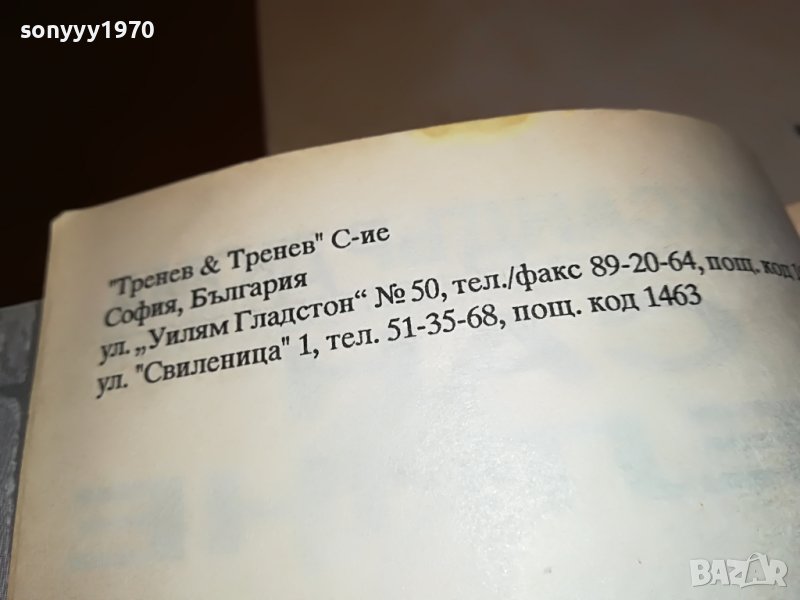 sonyyy1970
"Тренев & Тренев" С-ие
София, България
ул. „Уилям Гладстон“ № 50, тел./факс 89-20-64, пощ. код
ул. "Свиленица" 1, тел. 51-35-68, пощ. код 1463
BAZAR